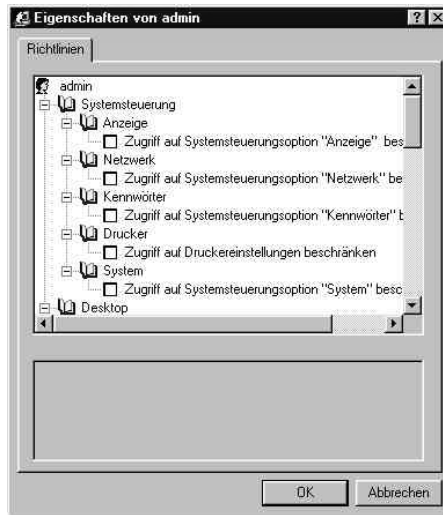 Eigenschaften von admin
Richtlinien
admin
Systemsteuerung
Anzeige
Zugriff auf Systemsteuerungsoption "Anzeige" bes
Netzwerk
Zugriff auf Systemsteuerungsoption "Netzwerk" be
Kennwörter
Zugriff auf Systemsteuerungsoption "Kennwörter" b
Drucker
Zugriff auf Druckereinstellungen beschränken
System
Zugriff auf Systemsteuerungsoption "System" besc
Desktop
OK Abbrechen